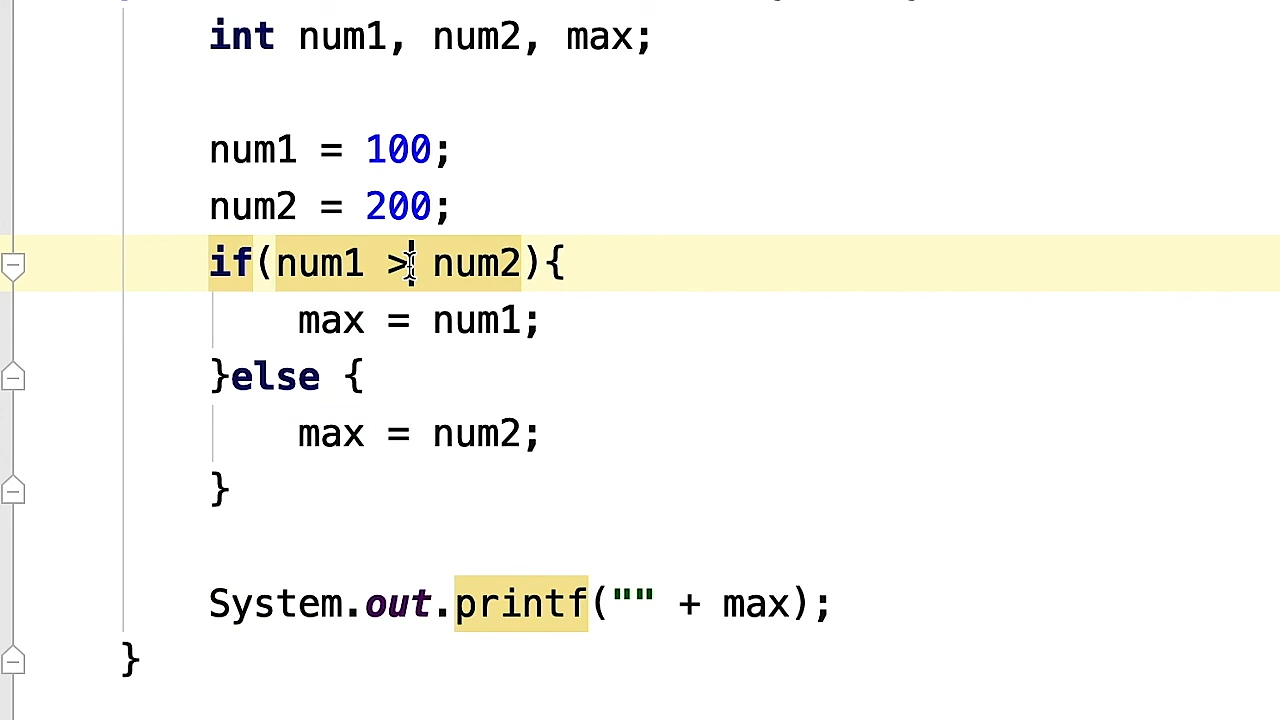 int num1, num2, max;
num1 = 100;
num2 = 200;
if(num1 > num2){
max = num1;
}else {
max = num2;
}
System.out.printf("" + max);
}